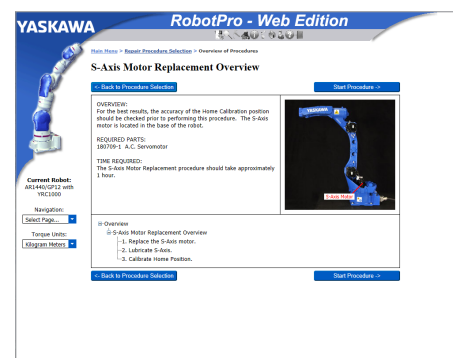 YASKAWA
RobotPro - Web Edition
Main Menu > Repair Procedure Selection > Overview of Procedures
S-Axis Motor Replacement Overview
<- Back to Procedure Selection
Start Procedure ->
OVERVIEW:
For the best results, the accuracy of the Home Calibration position
should be checked prior to performing this procedure. The S-Axis
motor is located in the base of the robot.
REQUIRED PARTS:
180709-1 A.C. Servomotor
TIME REQUIRED:
The S-Axis Motor Replacement procedure should take approximately
1 hour.
YASKAWA
S-Axis Motor
Current Robot:
AR1440/GP12 with
YRC1000
Navigation:
Select Page...
Torque Units:
Kilogram Meters
Overview
S-Axis Motor Replacement Overview
1. Replace the S-Axis motor.
2. Lubricate S-Axis.
3. Calibrate Home Position.
<- Back to Procedure Selection
Start Procedure ->